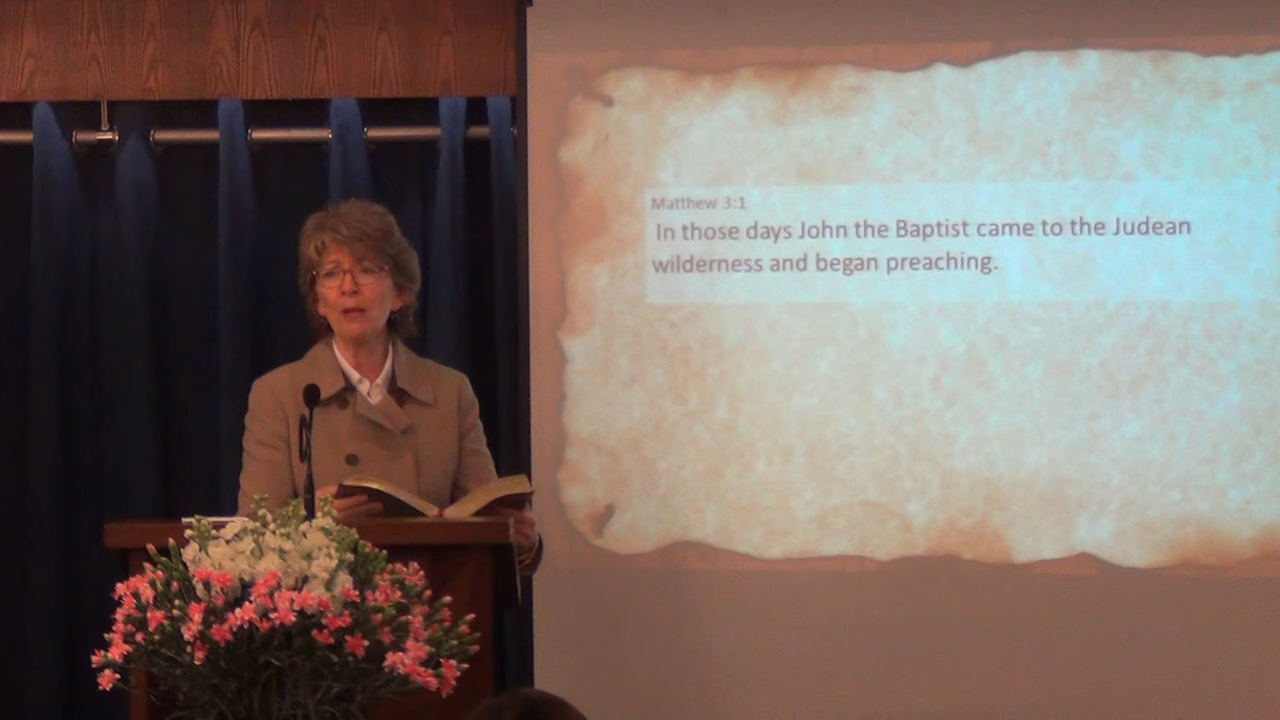 Matthew 3:1
In those days John the Baptist came to the Judean
wilderness and began preaching.